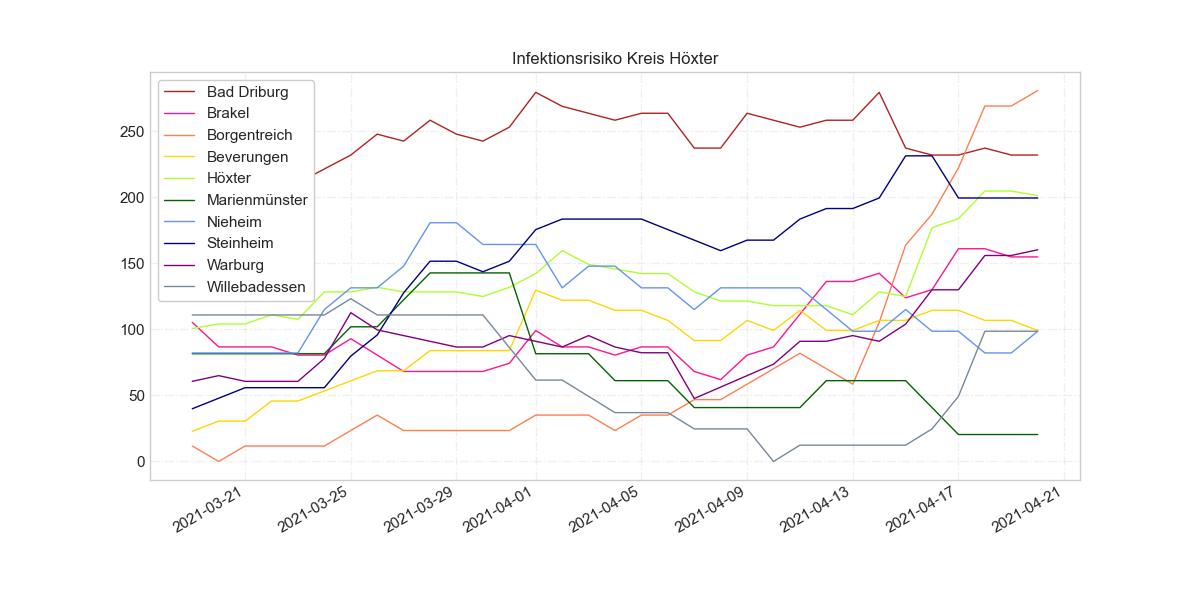 Infektionsrisiko Kreis Höxter
Bad Driburg
Brakel
Borgentreich
Beverungen
Höxter
Marienmünster
Nieheim
Steinheim
Warburg
Willebadessen
250
200
150
100
50
0
2021-03-21
2021-03-25
2021-03-29
2021-04-01
2021-04-05
2021-04-09
2021-04-13
2021-04-17
2021-04-21